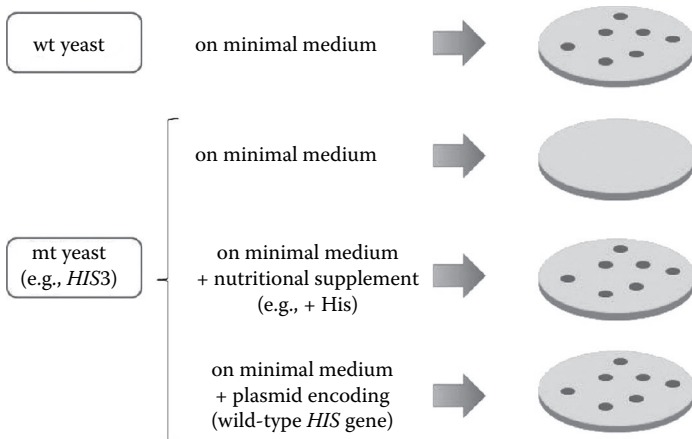 wt yeast
on minimal medium
on minimal medium
mt yeast
(e.g., HIS3)
on minimal medium
+ nutritional supplement
(e.g., + His)
on minimal medium
+ plasmid encoding
(wild-type HIS gene)